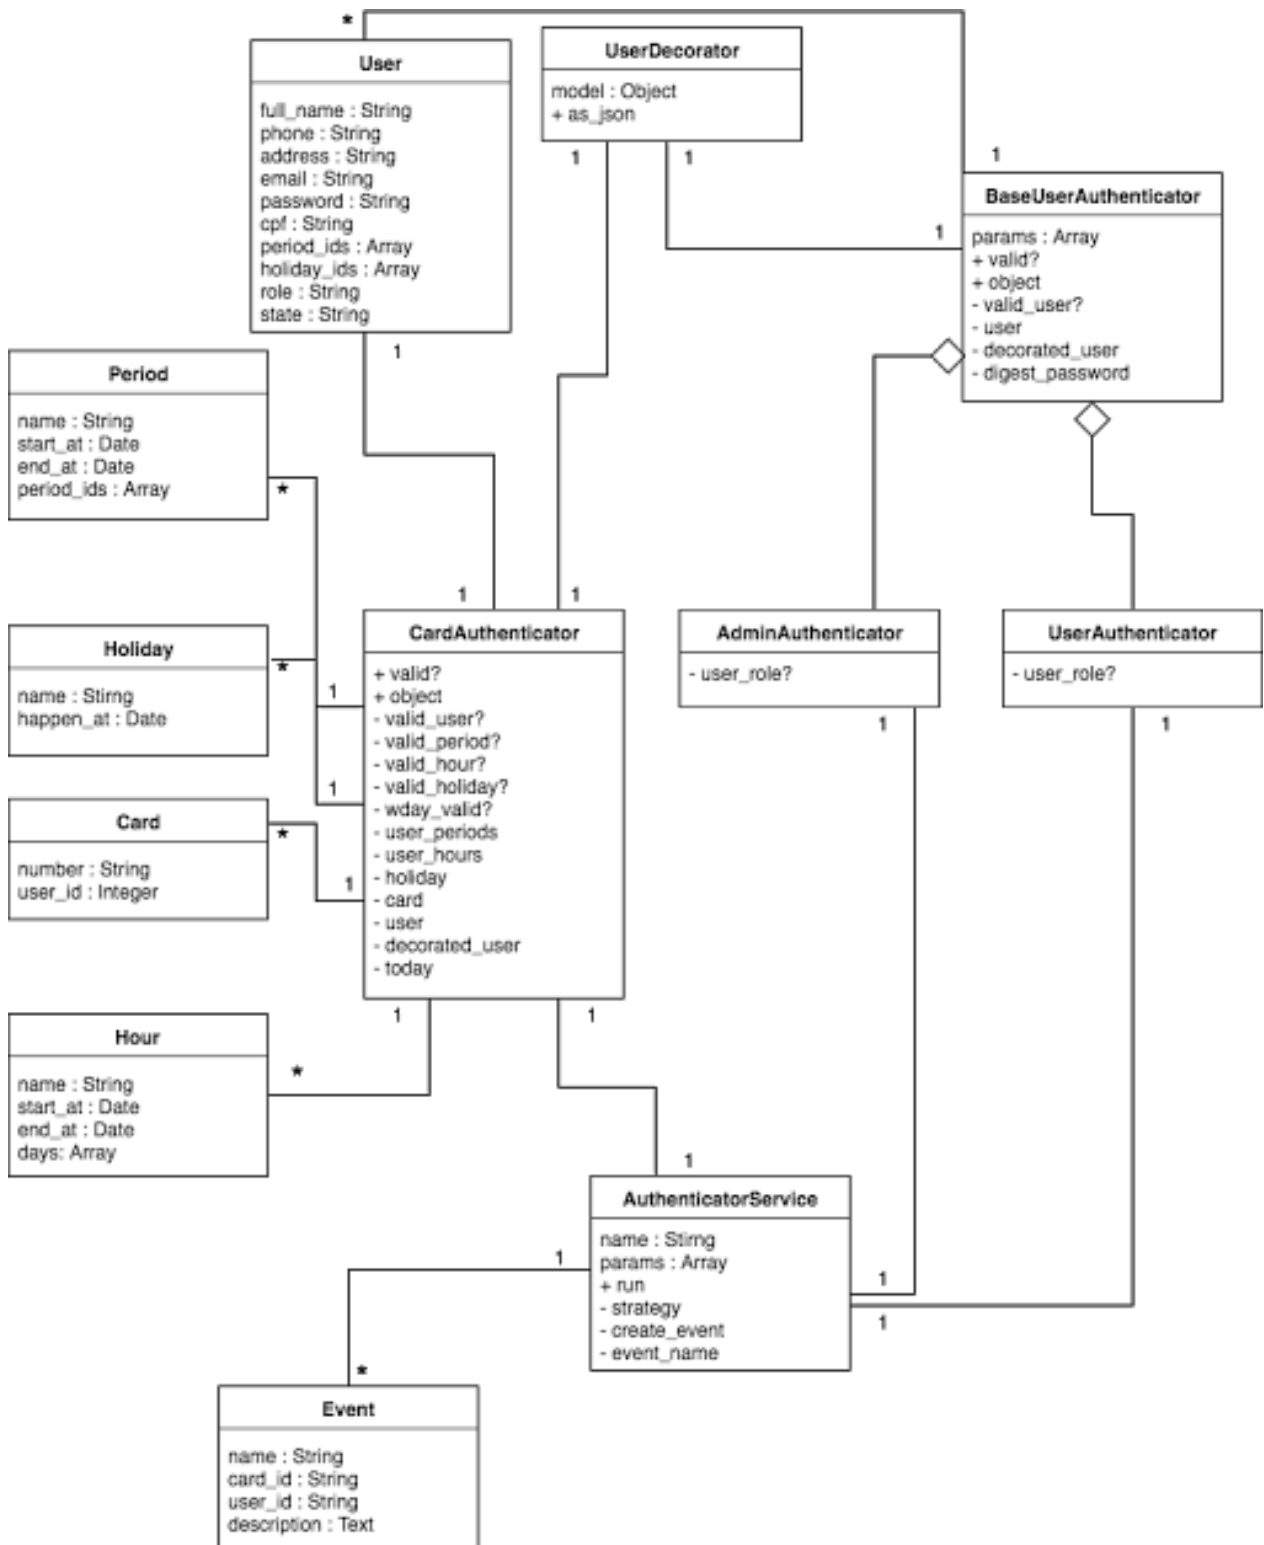 *
User
full_name : String
phone : String
address : String
email : String
password : String
cpf : String
period_ids : Array
holiday_ids : Array
role : String
state : String
1
UserDecorator
model : Object
+ as_json
1
1
1
BaseUserAuthenticator
params : Array
+ valid?
+ object
- valid_user?
- user
- decorated_user
- digest_password
1
Period
name : String
start_at : Date
end_at : Date
period_ids : Array
*
Holiday
name : Stirng
happen_at : Date
*
1
1
Card
number : String
user_id : Integer
*
1
1
1
CardAuthenticator
+ valid?
+ object
- valid_user?
- valid_period?
- valid_hour?
- valid_holiday?
- wday_valid?
- user_periods
- user_hours
- holiday
- card
- user
- decorated_user
- today
1
1
AdminAuthenticator
- user_role?
1
UserAuthenticator
- user_role?
1
Hour
name : String
start_at : Date
end_at : Date
days: Array
*
1
AuthenticatorService
name : Stirng
params : Array
+ run
- strategy
- create_event
- event_name
1
1
1
*
Event
name : String
card_id : String
user_id : String
description : Text